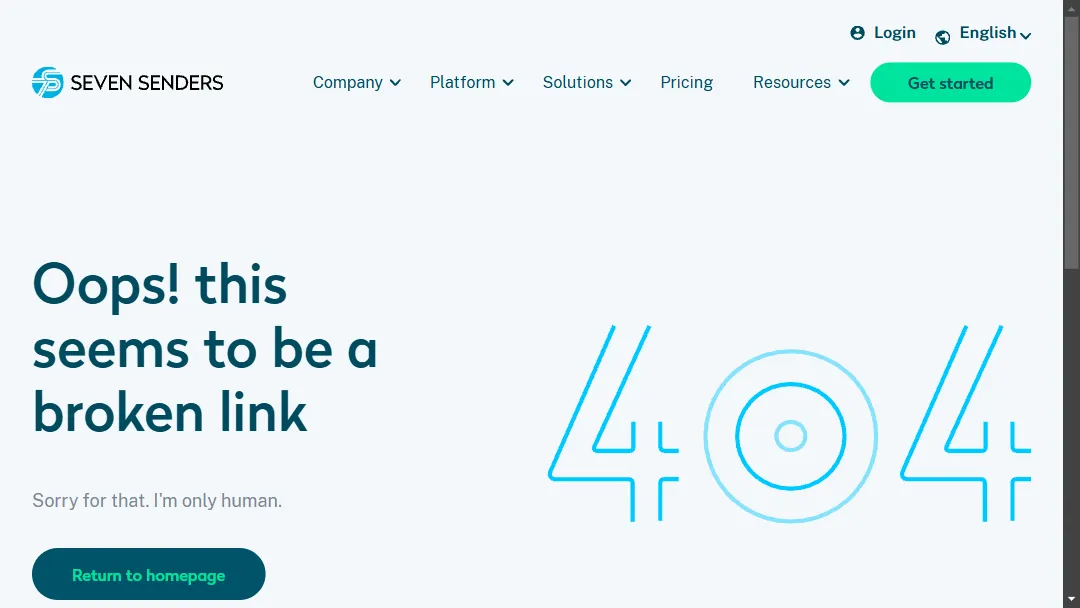 Login
English
SEVEN SENDERS
Company
Platform
Solutions
Pricing
Resources
Get started
Oops! this
seems to be a
broken link
404
Sorry for that. I'm only human.
Return to homepage